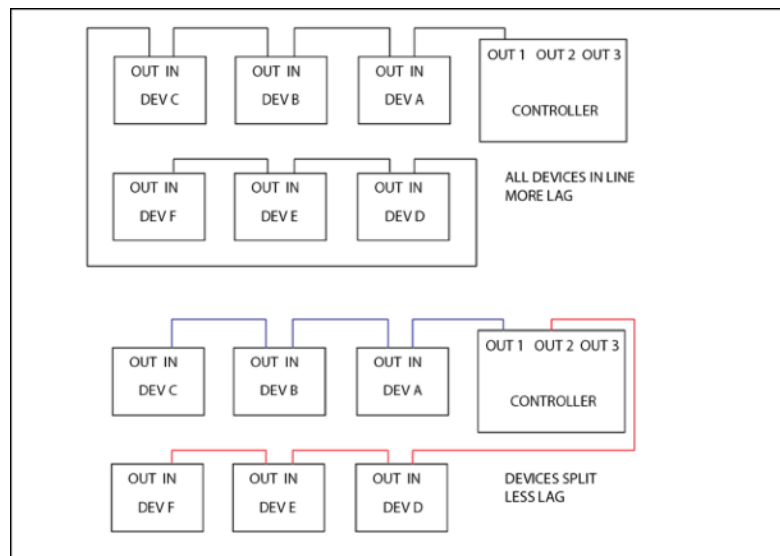 OUT IN
DEV C
OUT IN
DEV B
OUT IN
DEV A
OUT 1 OUT 2 OUT 3
CONTROLLER
OUT IN
DEV F
OUT IN
DEV E
OUT IN
DEV D
ALL DEVICES IN LINE
MORE LAG
OUT IN
DEV C
OUT IN
DEV B
OUT IN
DEV A
OUT 1 OUT 2 OUT 3
CONTROLLER
OUT IN
DEV F
OUT IN
DEV E
OUT IN
DEV D
DEVICES SPLIT
LESS LAG